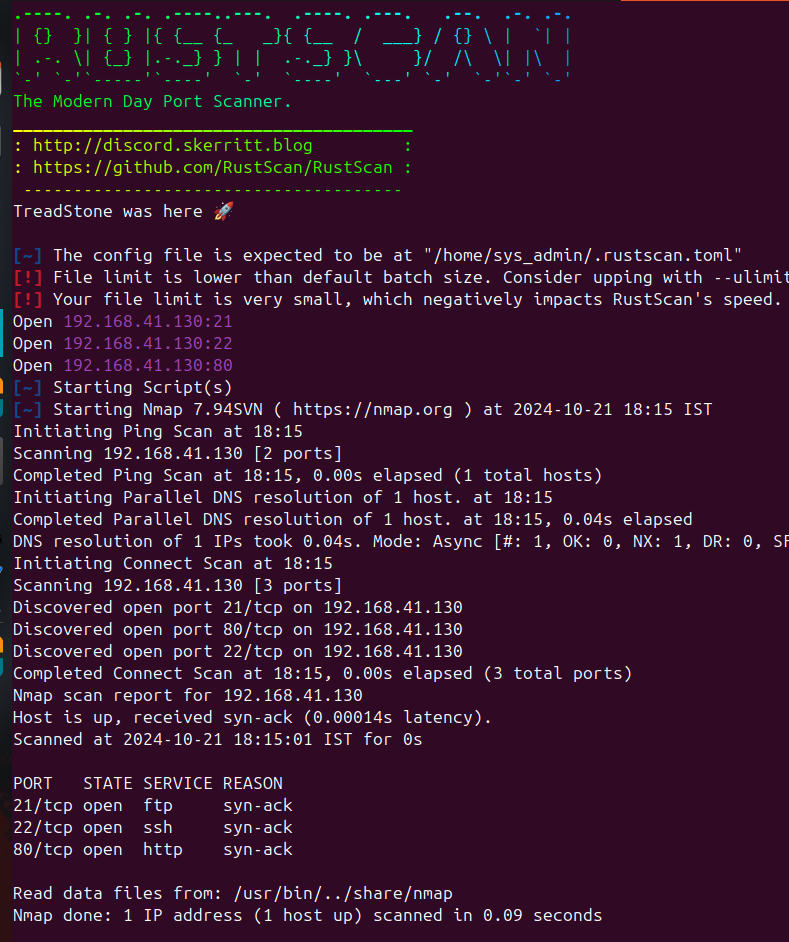 .----. .-. .-. .----..---.  .----. .---.   .--.  .-. .-.
| {}  }| { } |{ {__ {_   _}{ {__  /  ___} / {} \ |  `| |
| .-. \| {_} |.-._} } | |  .-._} }\     }/  /\  \| |\  |
`-' `-'`-----'`----'  `-'  `----'  `---' `-'  `-'`-' `-'
The Modern Day Port Scanner.
________________________________________
: http://discord.skerritt.blog         :
: https://github.com/RustScan/RustScan :
 --------------------------------------
TreadStone was here 🚀
[~] The config file is expected to be at "/home/sys_admin/.rustscan.toml"
[!] File limit is lower than default batch size. Consider upping with --ulimit
[!] Your file limit is very small, which negatively impacts RustScan's speed.
Open 192.168.41.130:21
Open 192.168.41.130:22
Open 192.168.41.130:80
[~] Starting Script(s)
[~] Starting Nmap 7.94SVN ( https://nmap.org ) at 2024-10-21 18:15 IST
Initiating Ping Scan at 18:15
Scanning 192.168.41.130 [2 ports]
Completed Ping Scan at 18:15, 0.00s elapsed (1 total hosts)
Initiating Parallel DNS resolution of 1 host. at 18:15
Completed Parallel DNS resolution of 1 host. at 18:15, 0.04s elapsed
DNS resolution of 1 IPs took 0.04s. Mode: Async [#: 1, OK: 0, NX: 1, DR: 0, SF
Initiating Connect Scan at 18:15
Scanning 192.168.41.130 [3 ports]
Discovered open port 21/tcp on 192.168.41.130
Discovered open port 80/tcp on 192.168.41.130
Discovered open port 22/tcp on 192.168.41.130
Completed Connect Scan at 18:15, 0.00s elapsed (3 total ports)
Nmap scan report for 192.168.41.130
Host is up, received syn-ack (0.00014s latency).
Scanned at 2024-10-21 18:15:01 IST for 0s
PORT   STATE SERVICE REASON
21/tcp open  ftp     syn-ack
22/tcp open  ssh     syn-ack
80/tcp open  http    syn-ack
Read data files from: /usr/bin/../share/nmap
Nmap done: 1 IP address (1 host up) scanned in 0.09 seconds